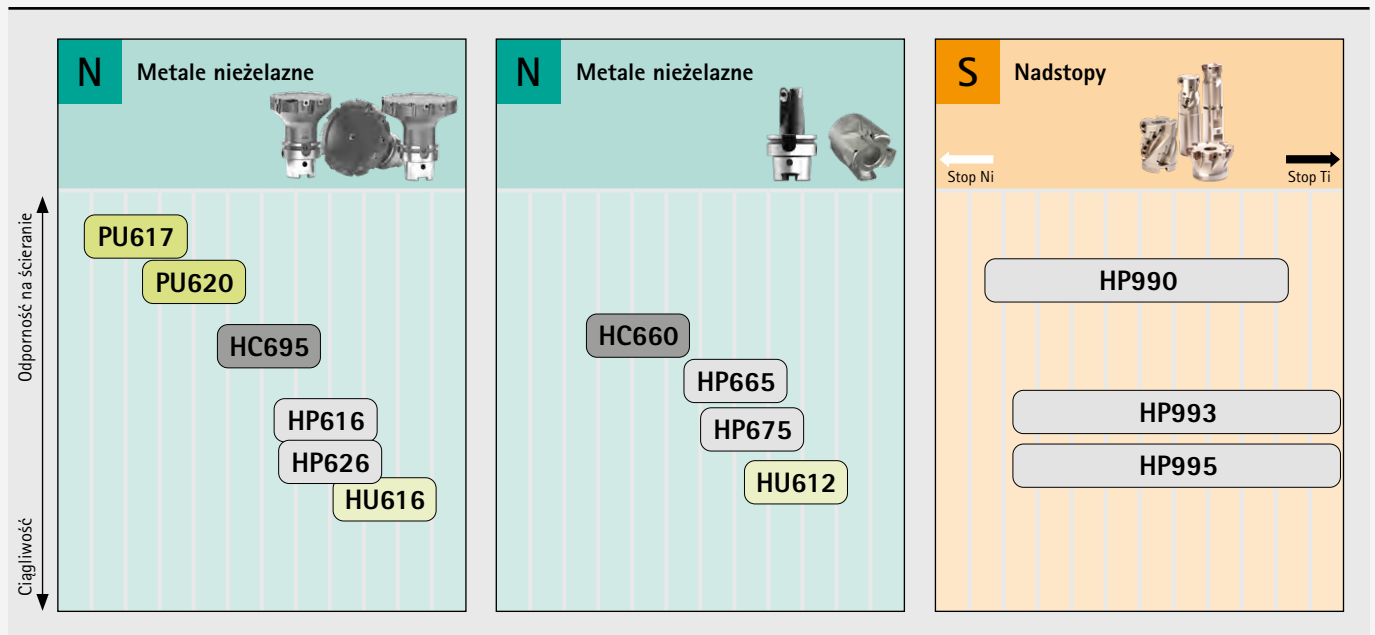 N
Metale nieżelazne
N
Metale nieżelazne
S
Nadstopy
Stop Ni
Stop Ti
Odporność na ścieranie
Ciągliwość
PU617
PU620
HC695
HP616
HP626
HU616
HC660
HP665
HP675
HU612
HP990
HP993
HP995